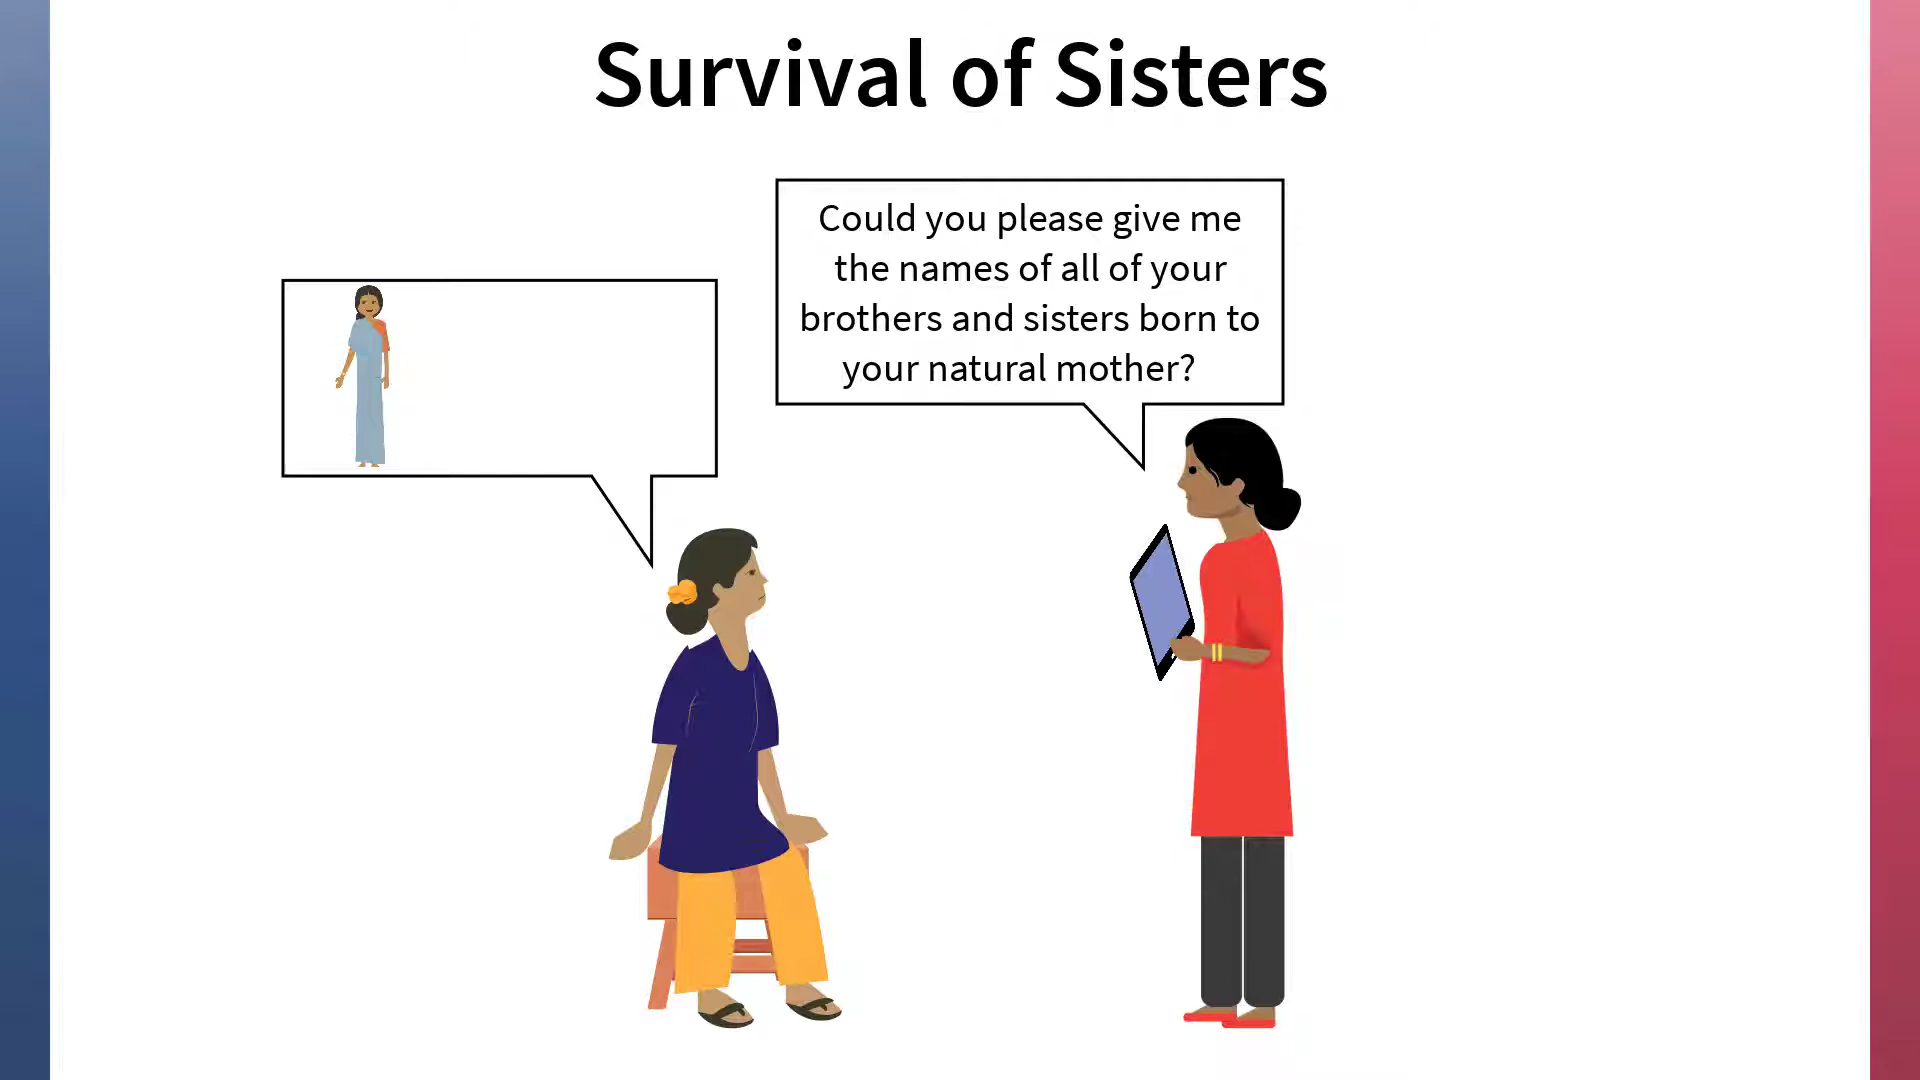 Survival of Sisters
Could you please give me
the names of all of your
brothers and sisters born to
your natural mother?